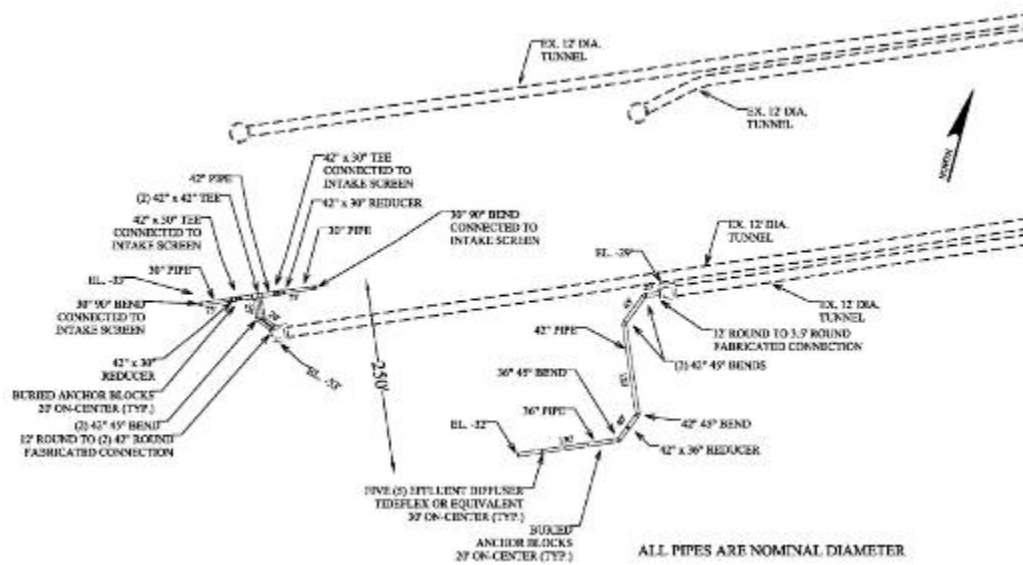 EX. 12' DIA.
TUNNEL
EX. 12' DIA.
TUNNEL
NORTH
42" x 30" TEE
CONNECTED TO
INTAKE SCREEN
42" PIPE
(2) 42" x 42" TEE
42" x 30" REDUCER
42" x 30" TEE
CONNECTED TO
INTAKE SCREEN
30" PIPE
30" 90° BEND
CONNECTED TO
INTAKE SCREEN
30" PIPE
EL. -33'
30" 90° BEND
CONNECTED TO
INTAKE SCREEN
42" x 30"
REDUCER
BURIED ANCHOR BLOCKS
20' ON-CENTER (TYP.)
(2) 42" 45° BEND
12' ROUND TO (2) 42" ROUND
FABRICATED CONNECTION
EL. -33'
250'
EX. 12' DIA.
TUNNEL
EL. -29'
EX. 12' DIA.
TUNNEL
12' ROUND TO 3.5' ROUND
FABRICATED CONNECTION
42" PIPE
(2) 42" 45° BENDS
36" 45° BEND
36" PIPE
EL. -32'
42" 45° BEND
42" x 36" REDUCER
FIVE (5) EFFLUENT DIFFUSER
TIDEFLEX OR EQUIVALENT
30' ON-CENTER (TYP.)
BURIED
ANCHOR BLOCKS
20' ON-CENTER (TYP.)
ALL PIPES ARE NOMINAL DIAMETER